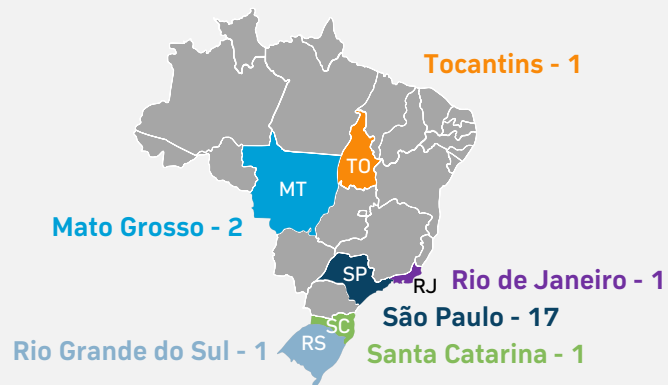 Tocantins - 1
TO
MT
Mato Grosso - 2
SP
RJ
Rio de Janeiro - 1
São Paulo - 17
SC
RS
Rio Grande do Sul - 1
Santa Catarina - 1